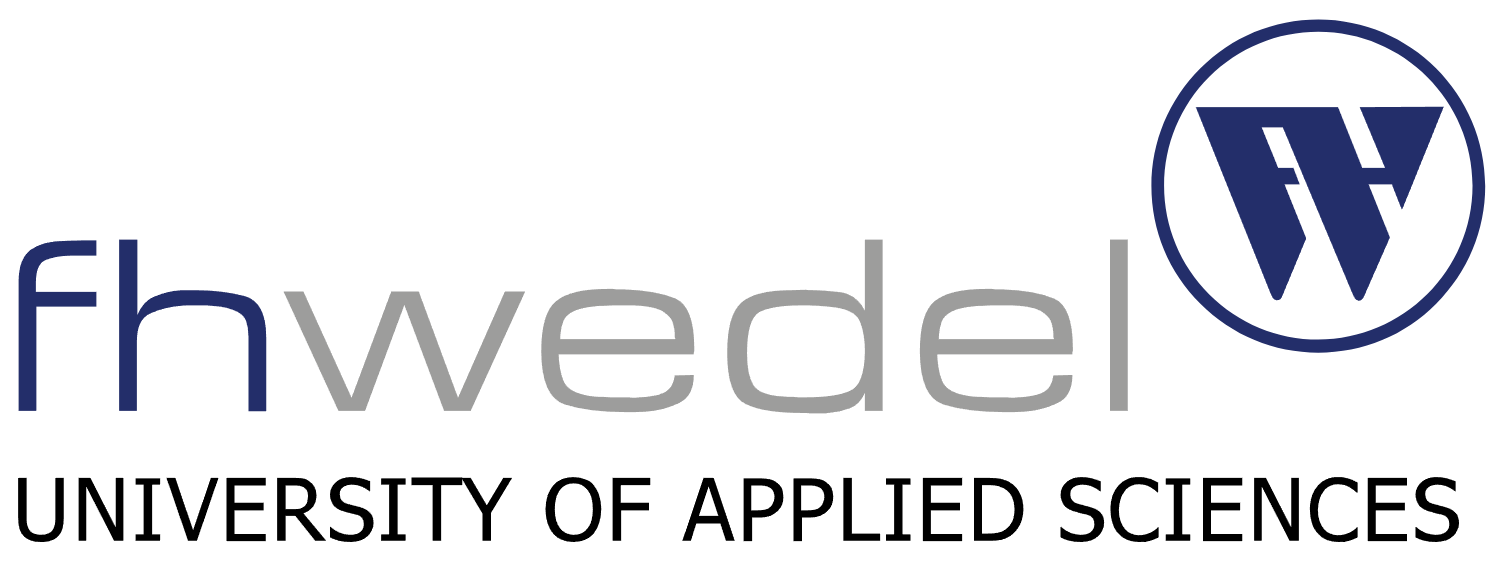 fhwedel
UNIVERSITY OF APPLIED SCIENCES